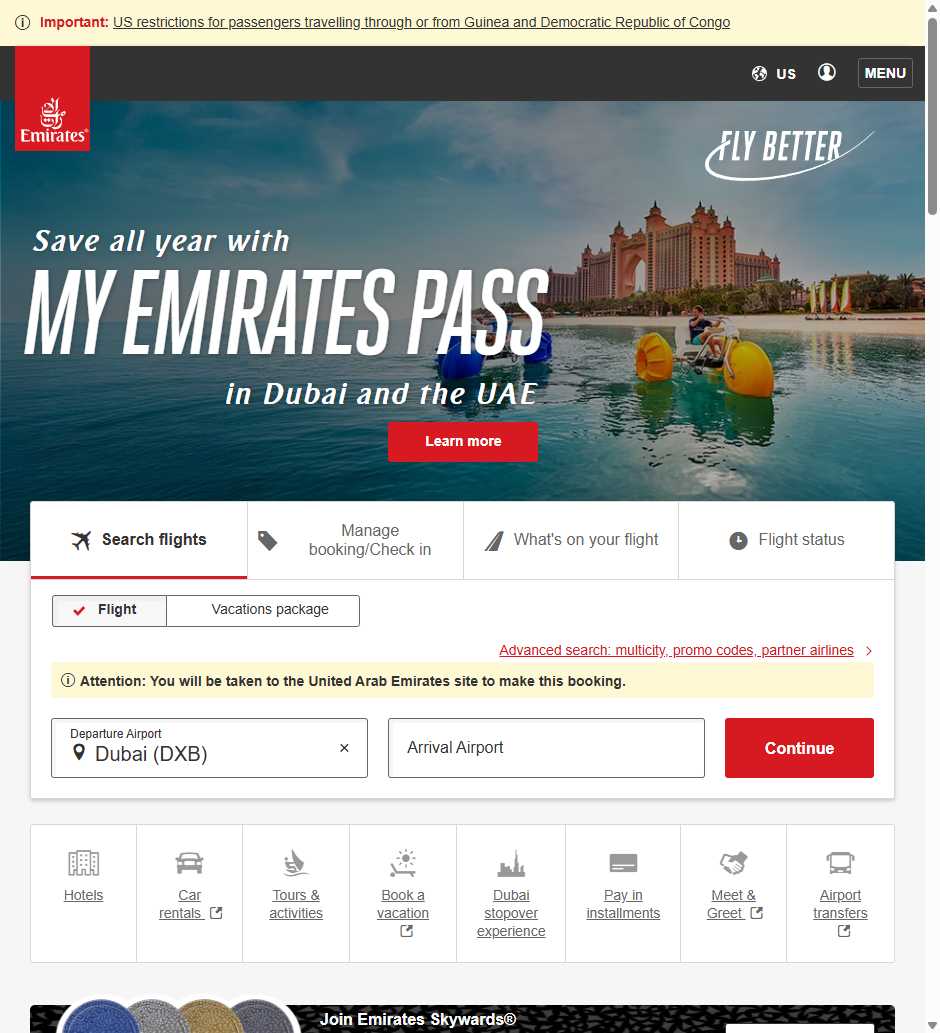 Important: US restrictions for passengers travelling through or from Guinea and Democratic Republic of Congo
US
MENU
Emirates
FLY BETTER
Save all year with
MY EMIRATES PASS
in Dubai and the UAE
Learn more
Search flights
Manage
booking/Check in
What's on your flight
Flight status
Flight
Vacations package
Advanced search: multicity, promo codes, partner airlines
Attention: You will be taken to the United Arab Emirates site to make this booking.
Departure Airport
Dubai (DXB)
Arrival Airport
Continue
Hotels
Car
rentals
Tours &
activities
Book a
vacation
Dubai
stopover
experience
Pay in
installments
Meet &
Greet
Airport
transfers
Join Emirates Skywards®